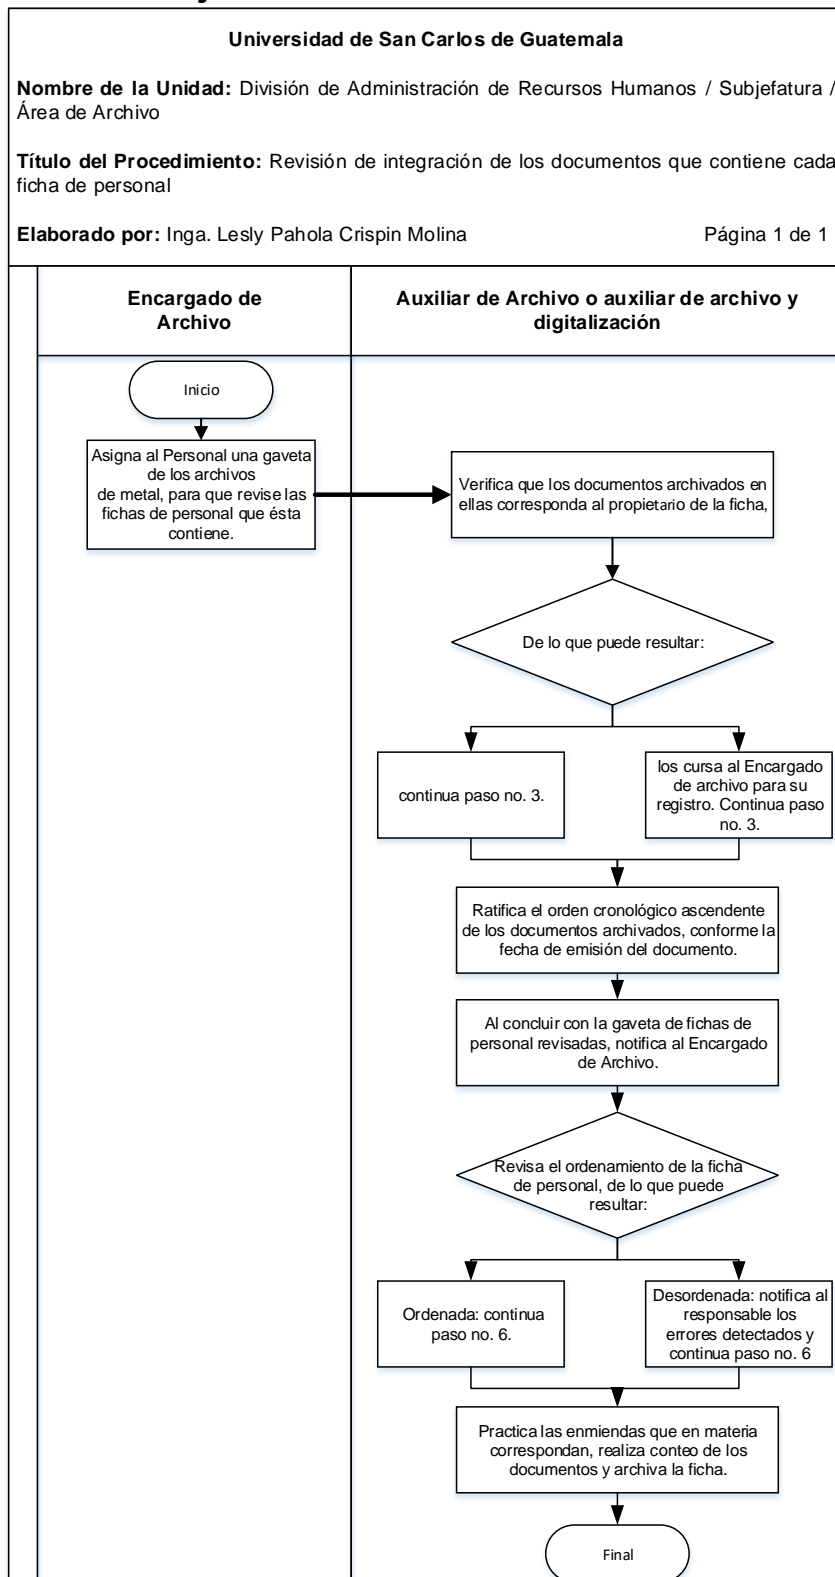 Universidad de San Carlos de Guatemala
Nombre de la Unidad: División de Administración de Recursos Humanos / Subjefatura /
Área de Archivo
Título del Procedimiento: Revisión de integración de los documentos que contiene cada
ficha de personal
Elaborado por: Inga. Lesly Pahola Crispin Molina Página 1 de 1
Encargado de
Archivo
Auxiliar de Archivo o auxiliar de archivo y
digitalización
Inicio
Asigna al Personal una gaveta
de los archivos
de metal, para que revise las
fichas de personal que ésta
contiene.
Verifica que los documentos archivados en
ellas corresponda al propietario de la ficha,
De lo que puede resultar:
continua paso no. 3.
los cursa al Encargado
de archivo para su
registro. Continua paso
no. 3.
Ratifica el orden cronológico ascendente
de los documentos archivados, conforme la
fecha de emisión del documento.
Al concluir con la gaveta de fichas de
personal revisadas, notifica al Encargado
de Archivo.
Revisa el ordenamiento de la ficha
de personal, de lo que puede
resultar:
Ordenada: continua
paso no. 6.
Desordenada: notifica al
responsable los
errores detectados y
continua paso no. 6
Practica las enmiendas que en materia
correspondan, realiza conteo de los
documentos y archiva la ficha.
Final